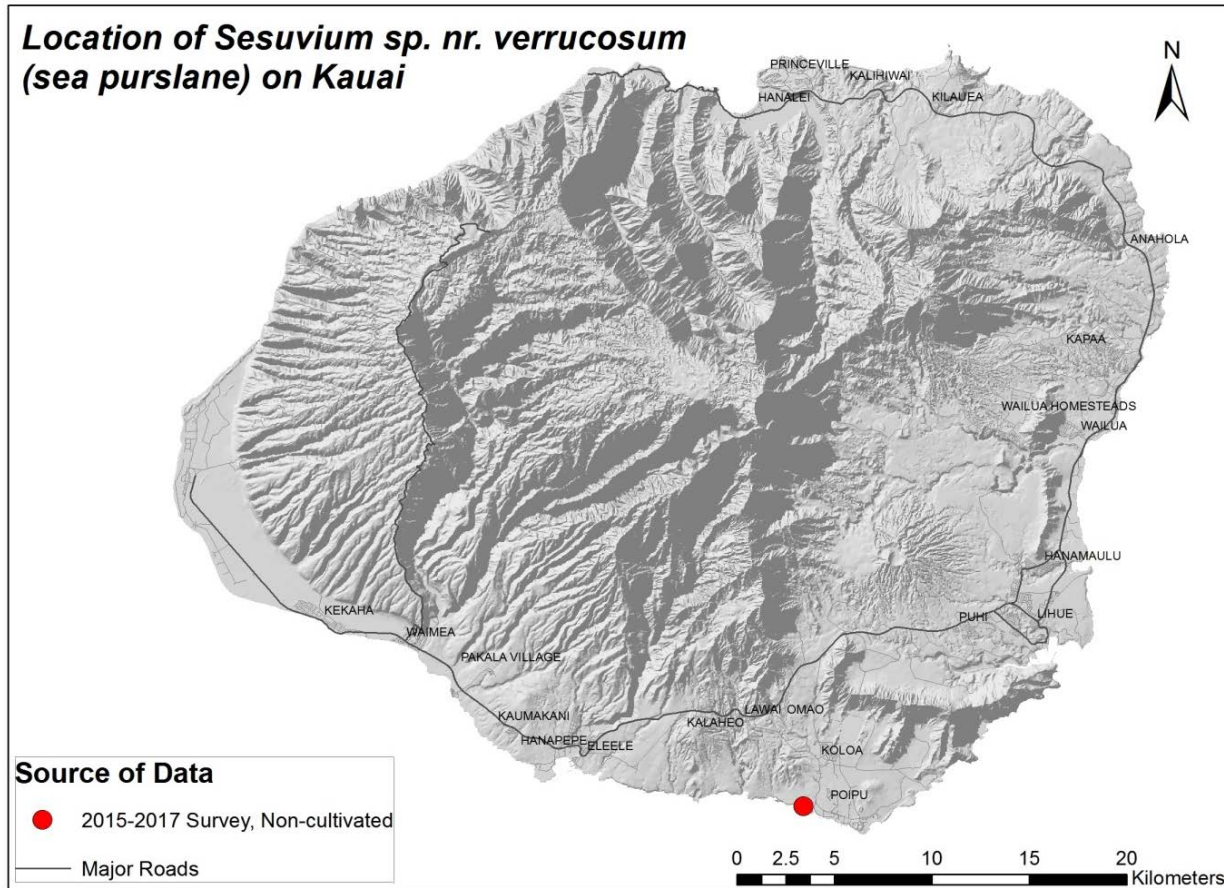 Location of Sesuvium sp. nr. verrucosum
(sea purslane) on Kauai
N
PRINCEVILLE
KALIHIWAI
HANALEI
KILAUEA
ANAHOLA
KAPAA
WAILUA HOMESTEADS
WAILUA
HANAMAULU
KEKAHA
PUHI
LIHUE
WAIMEA
PAKALA VILLAGE
KAUMAKANI
LAWAI OMAO
KALAHEO
HANAPEPE
ELEELE
KOLOA
POIPU
Source of Data
2015-2017 Survey, Non-cultivated
Major Roads
0 2.5 5 10 15 20
Kilometers